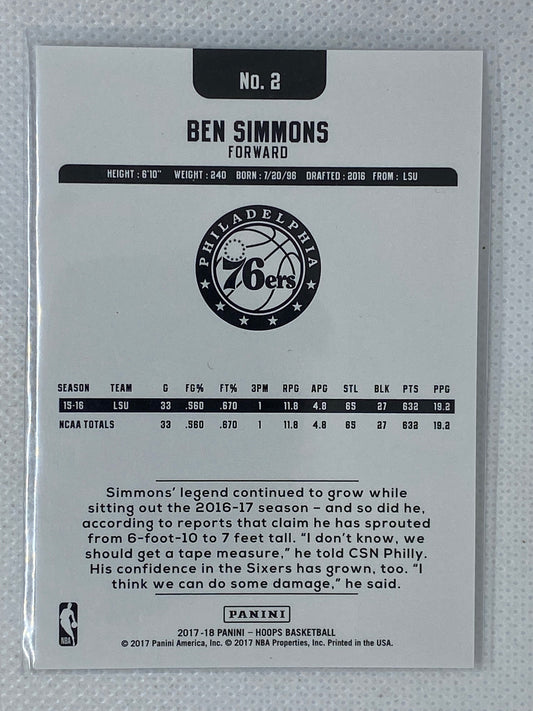 No. 2
BEN SIMMONS
FORWARD
HEIGHT : 6'10" WEIGHT : 240 BORN : 7/20/96 DRAFTED : 2016 FROM : LSU
PHILADELPHIA
76ers
SEASON TEAM G FG% FT% 3PM RPG APG STL BLK PTS PPG
15-16 LSU 33 .560 .670 1 11.8 4.8 65 27 632 19.2
NCAA TOTALS 33 .560 .670 1 11.8 4.8 65 27 632 19.2
Simmons' legend continued to grow while
sitting out the 2016-17 season – and so did he,
according to reports that claim he has sprouted
from 6-foot-10 to 7 feet tall. "I don't know, we
should get a tape measure," he told CSN Philly.
His confidence in the Sixers has grown, too. "I
think we can do some damage," he said.
PANINI
NBA
2017-18 PANINI – HOOPS BASKETBALL
© 2017 Panini America, Inc. © 2017 NBA Properties, Inc. Printed in the USA.